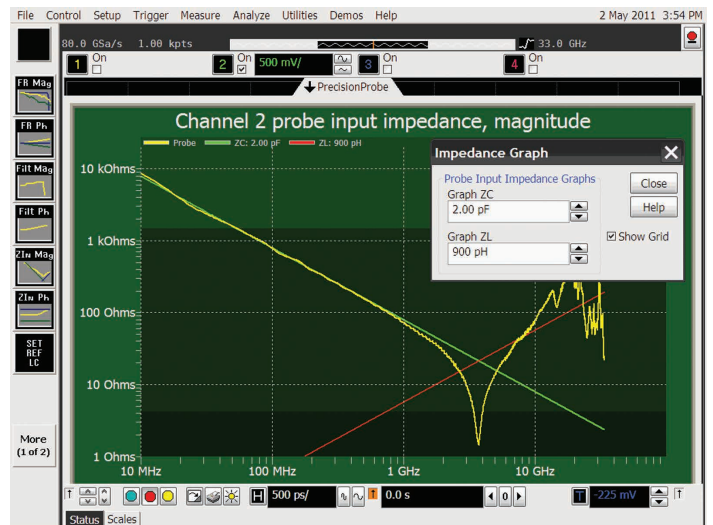 File Control Setup Trigger Measure Analyze Utilities Demos Help 2 May 2011 3:54 PM
80.0 GSa/s 1.00 kpts 33.0 GHz
1 On 2 On 500 mV/ 3 On 4 On
PrecisionProbe
FR Mag
FR Ph
Filt Mag
Filt Ph
ZIN Mag
ZIN Ph
SET
REF
LC
More
(1 of 2)
Channel 2 probe input impedance, magnitude
Probe ZC: 2.00 pF ZL: 900 pH
10 kOhms
1 kOhms
100 Ohms
10 Ohms
1 Ohms
10 MHz 100 MHz 1 GHz 10 GHz
Impedance Graph X
Probe Input Impedance Graphs
Graph ZC
2.00 pF
Graph ZL
900 pH
Close
Help
Show Grid
H 500 ps/ T 0.0 s 0 T -225 mV
Status Scales